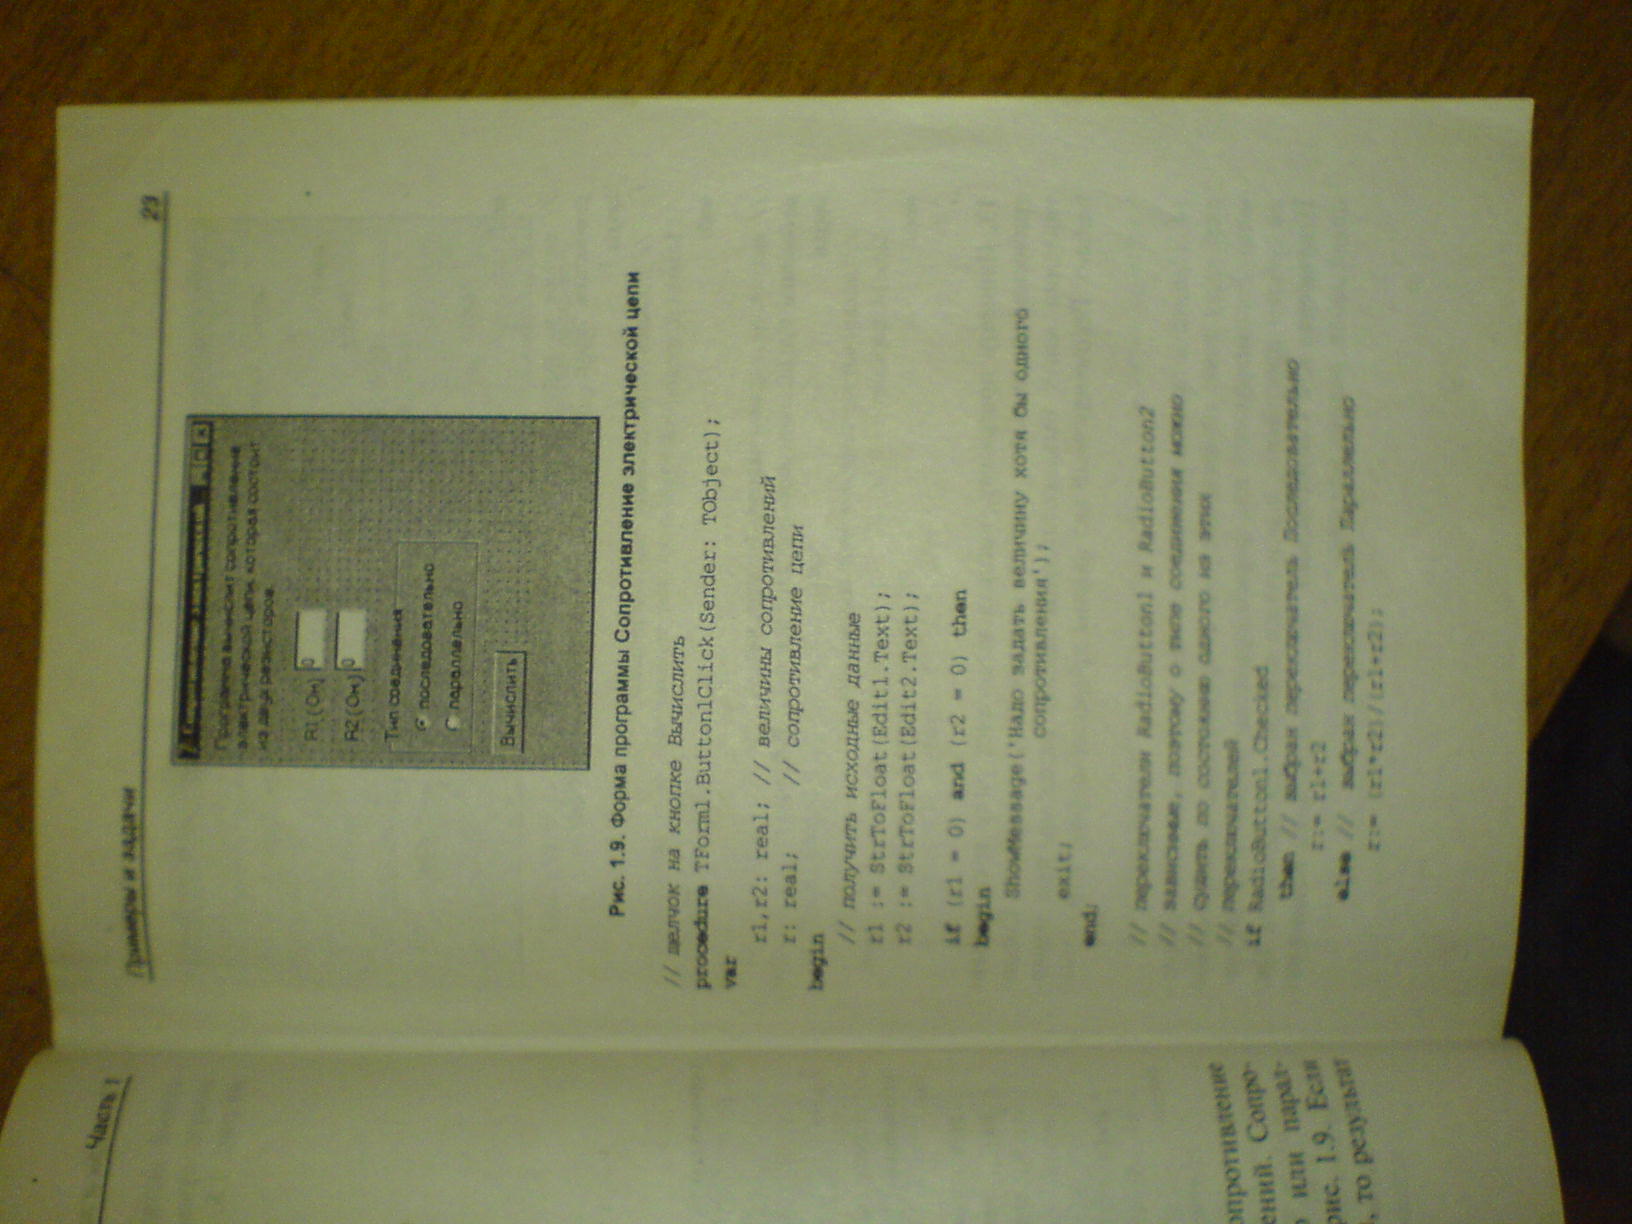 Часть 1
опротивление
ений. Сопро-
о или парал-
рис. 1.9. Если
, то результат
Примеры и задачи 23
Программа вычислит сопротивление
электрической цепи, которая состоит
из двух резисторов.
R1 (Ом) 0
R2 (Ом) 0
Тип соединения
последовательно
параллельно
Вычислить
Рис. 1.9. Форма программы Сопротивление электрической цепи
// щелчок на кнопке Вычислить
procedure TForm1.Button1Click(Sender: TObject);
var
r1,r2: real; // величины сопротивлений
r: real; // сопротивление цепи
begin
// получить исходные данные
r1 := StrToFloat(Edit1.Text);
r2 := StrToFloat(Edit2.Text);
if (r1 = 0) and (r2 = 0) then
begin
ShowMessage('Надо задать величину хотя бы одного
сопротивления');
exit;
end;
// переключатели RadioButton1 и RadioButton2
// зависимые, поэтому о типе соединения можно
// судить по состоянию одного из этих
// переключателей
if RadioButton1.Checked
then // выбран переключатель Последовательно
r:= r1+r2
else // выбран переключатель Параллельно
r:= (r1*r2)/(r1+r2);